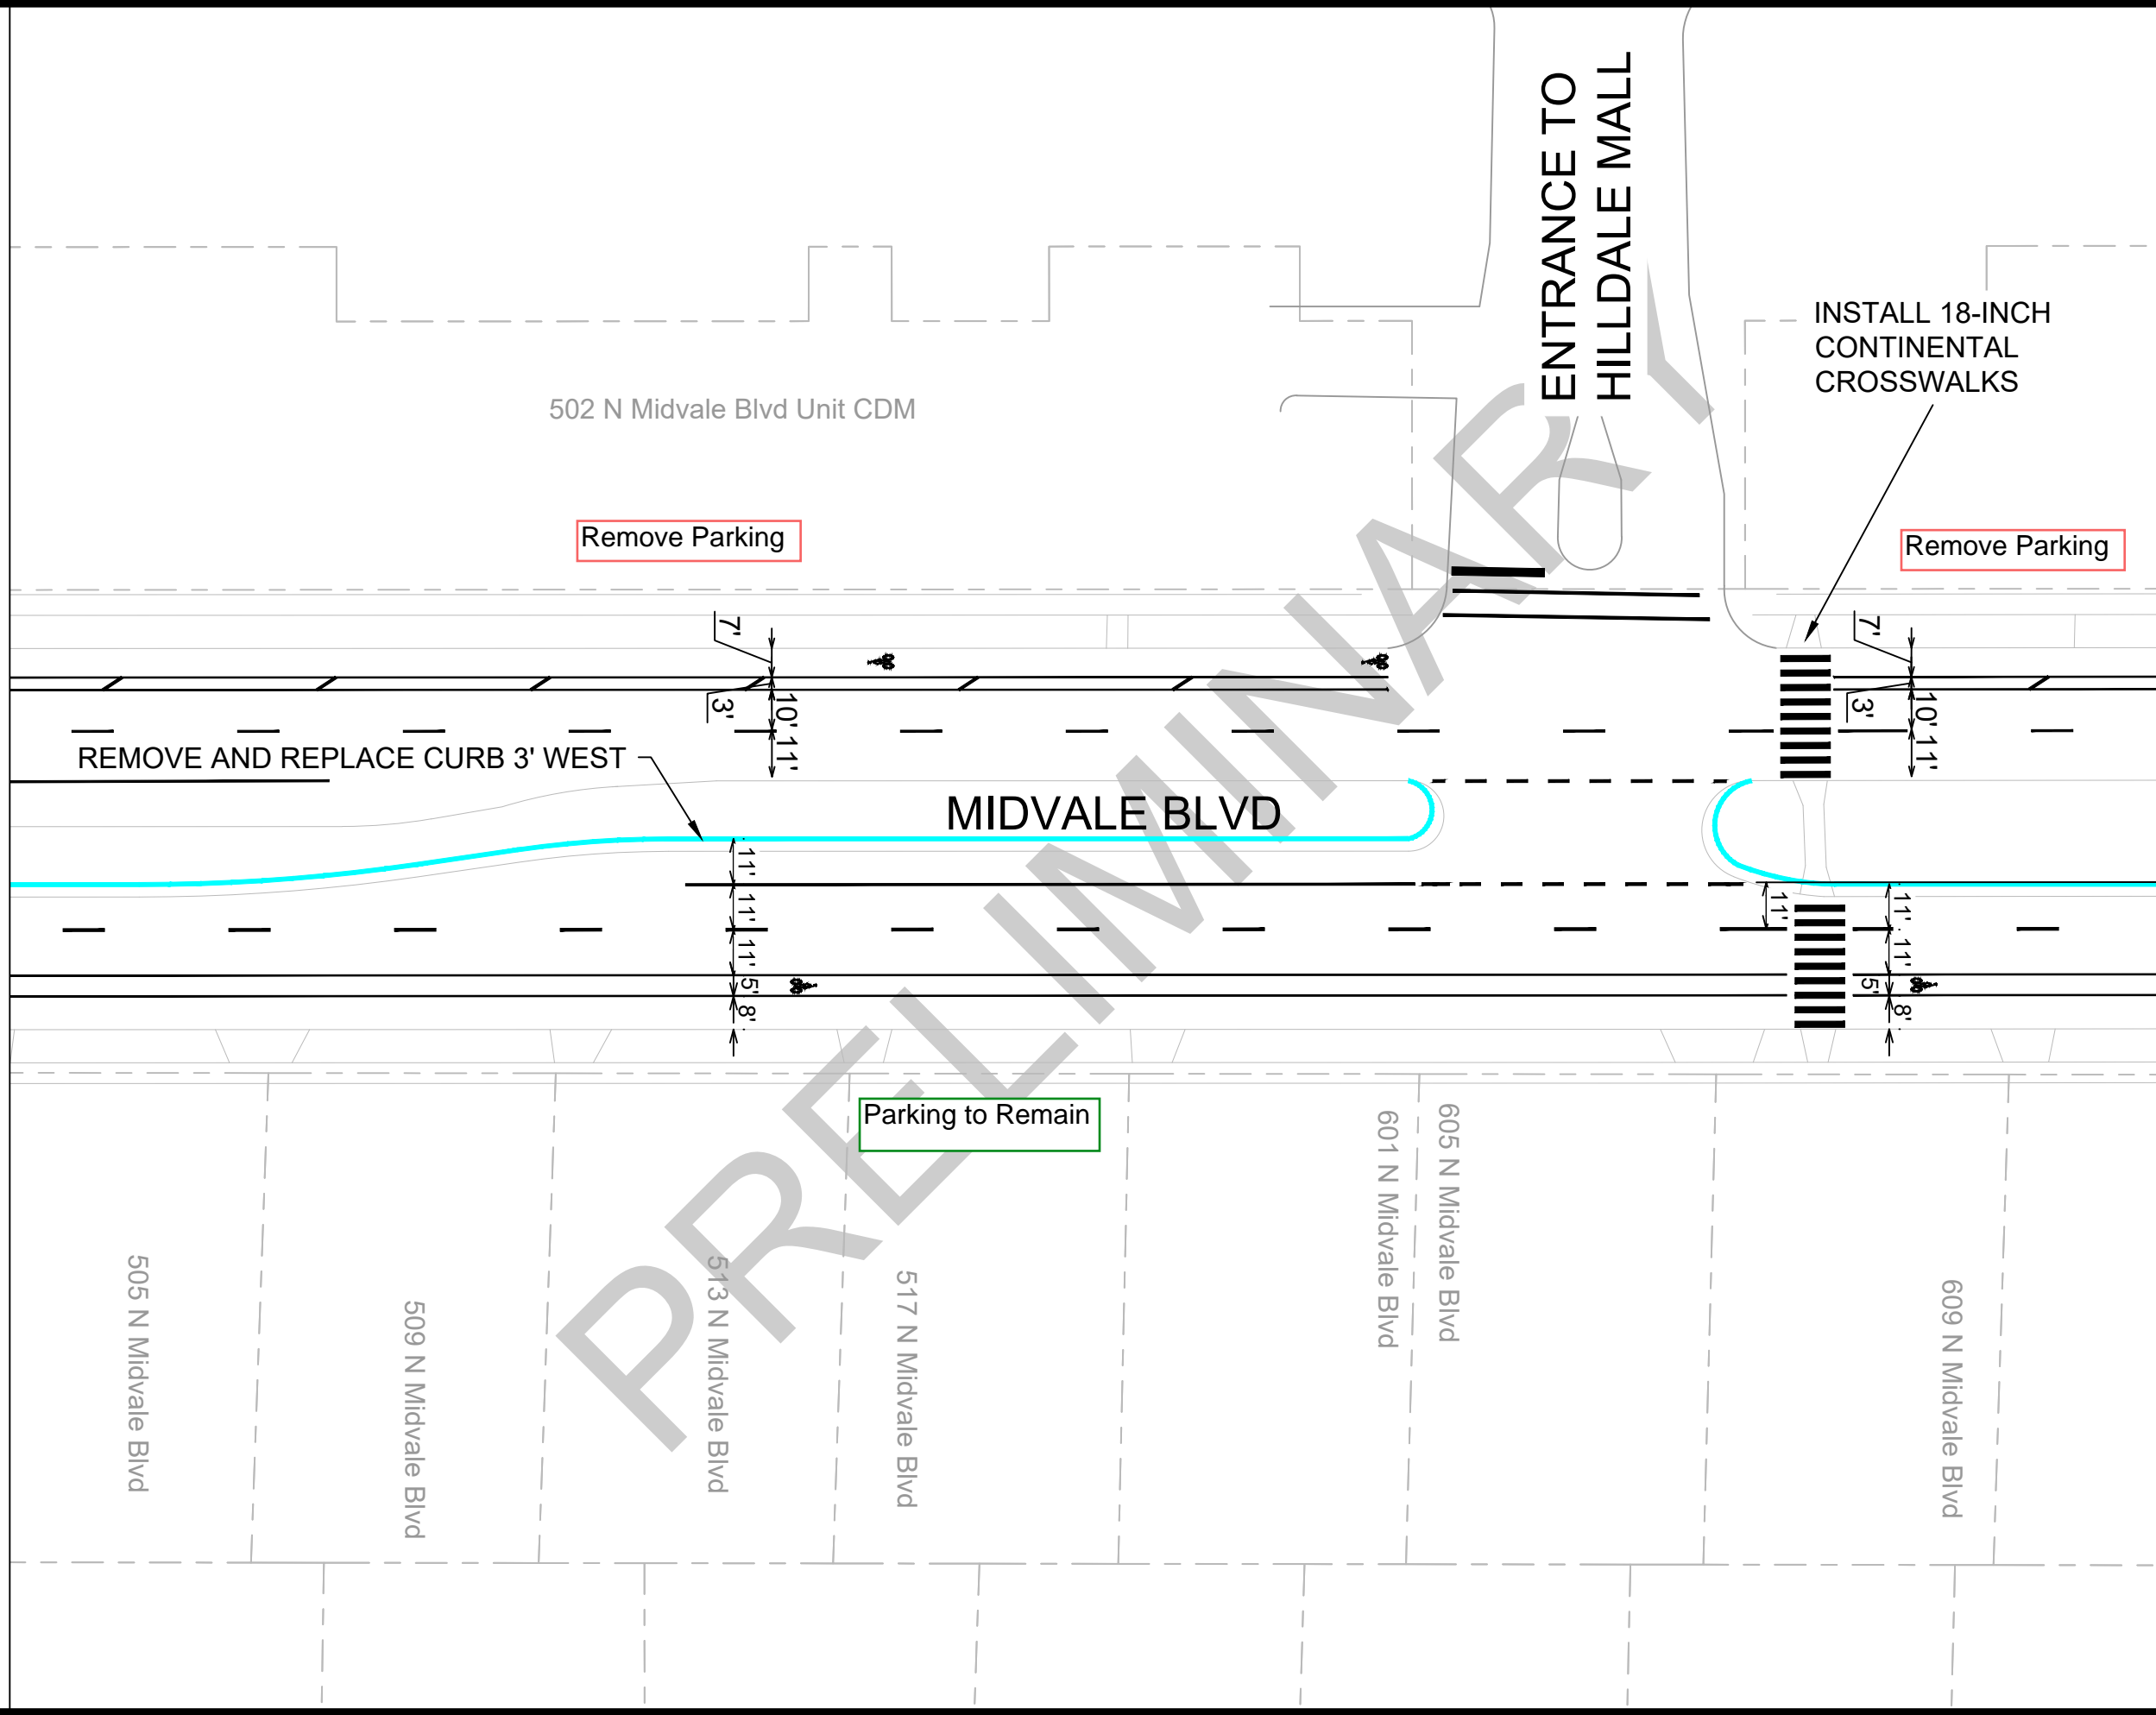 ENTRANCE TO
HILLDALE MALL
INSTALL 18-INCH
CONTINENTAL
CROSSWALKS
502 N Midvale Blvd Unit CDM
Remove Parking
Remove Parking
7'
3'
10'
11'
7'
3'
10'
11'
REMOVE AND REPLACE CURB 3' WEST
MIDVALE BLVD
11'
11'
11'
5'
8'
11'
11'
11'
5'
8'
PRELIMINARY
Parking to Remain
505 N Midvale Blvd
509 N Midvale Blvd
513 N Midvale Blvd
517 N Midvale Blvd
601 N Midvale Blvd
605 N Midvale Blvd
609 N Midvale Blvd